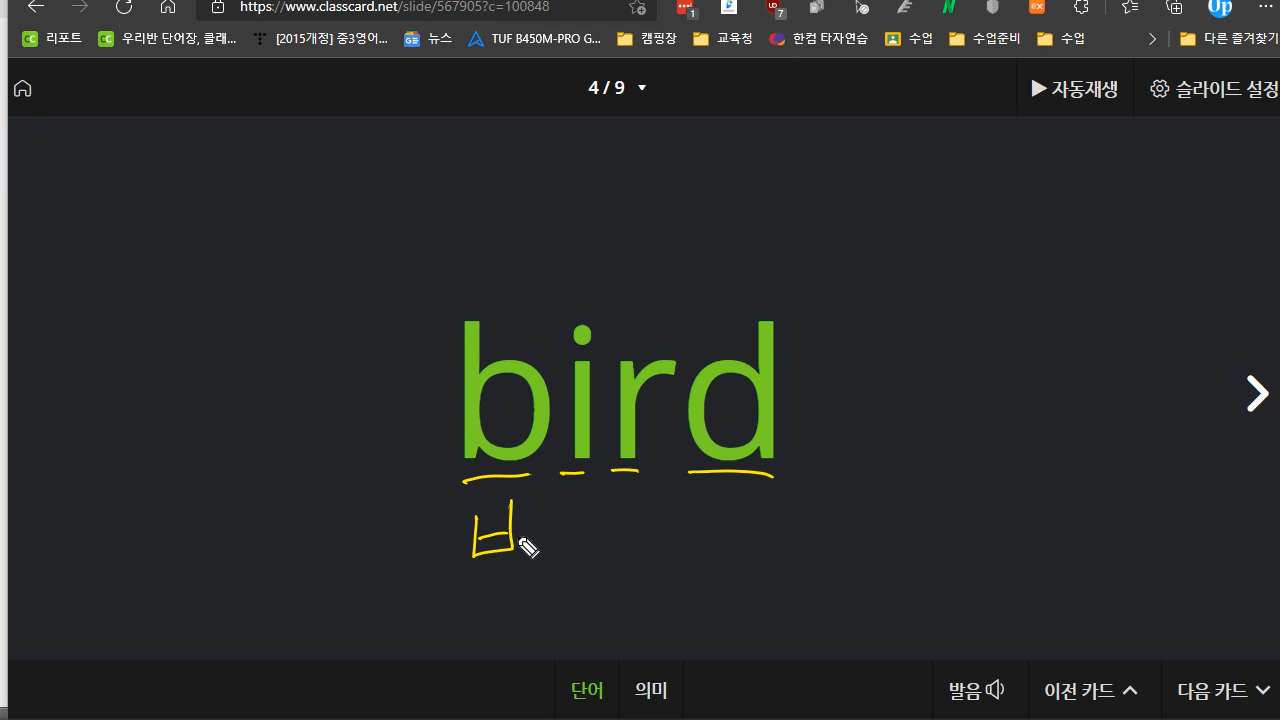 https://www.classcard.net/slide/567905?c=100848
1
7
리포트
우리반 단어장, 클래...
[2015개정] 중3영어...
뉴스
TUF B450M-PRO G...
캠핑장
교육청
한컴 타자연습
수업
수업준비
수업
다른 즐겨찾기
4 / 9
자동재생
슬라이드 설정
bird
ㅂ
단어
의미
발음
이전 카드
다음 카드